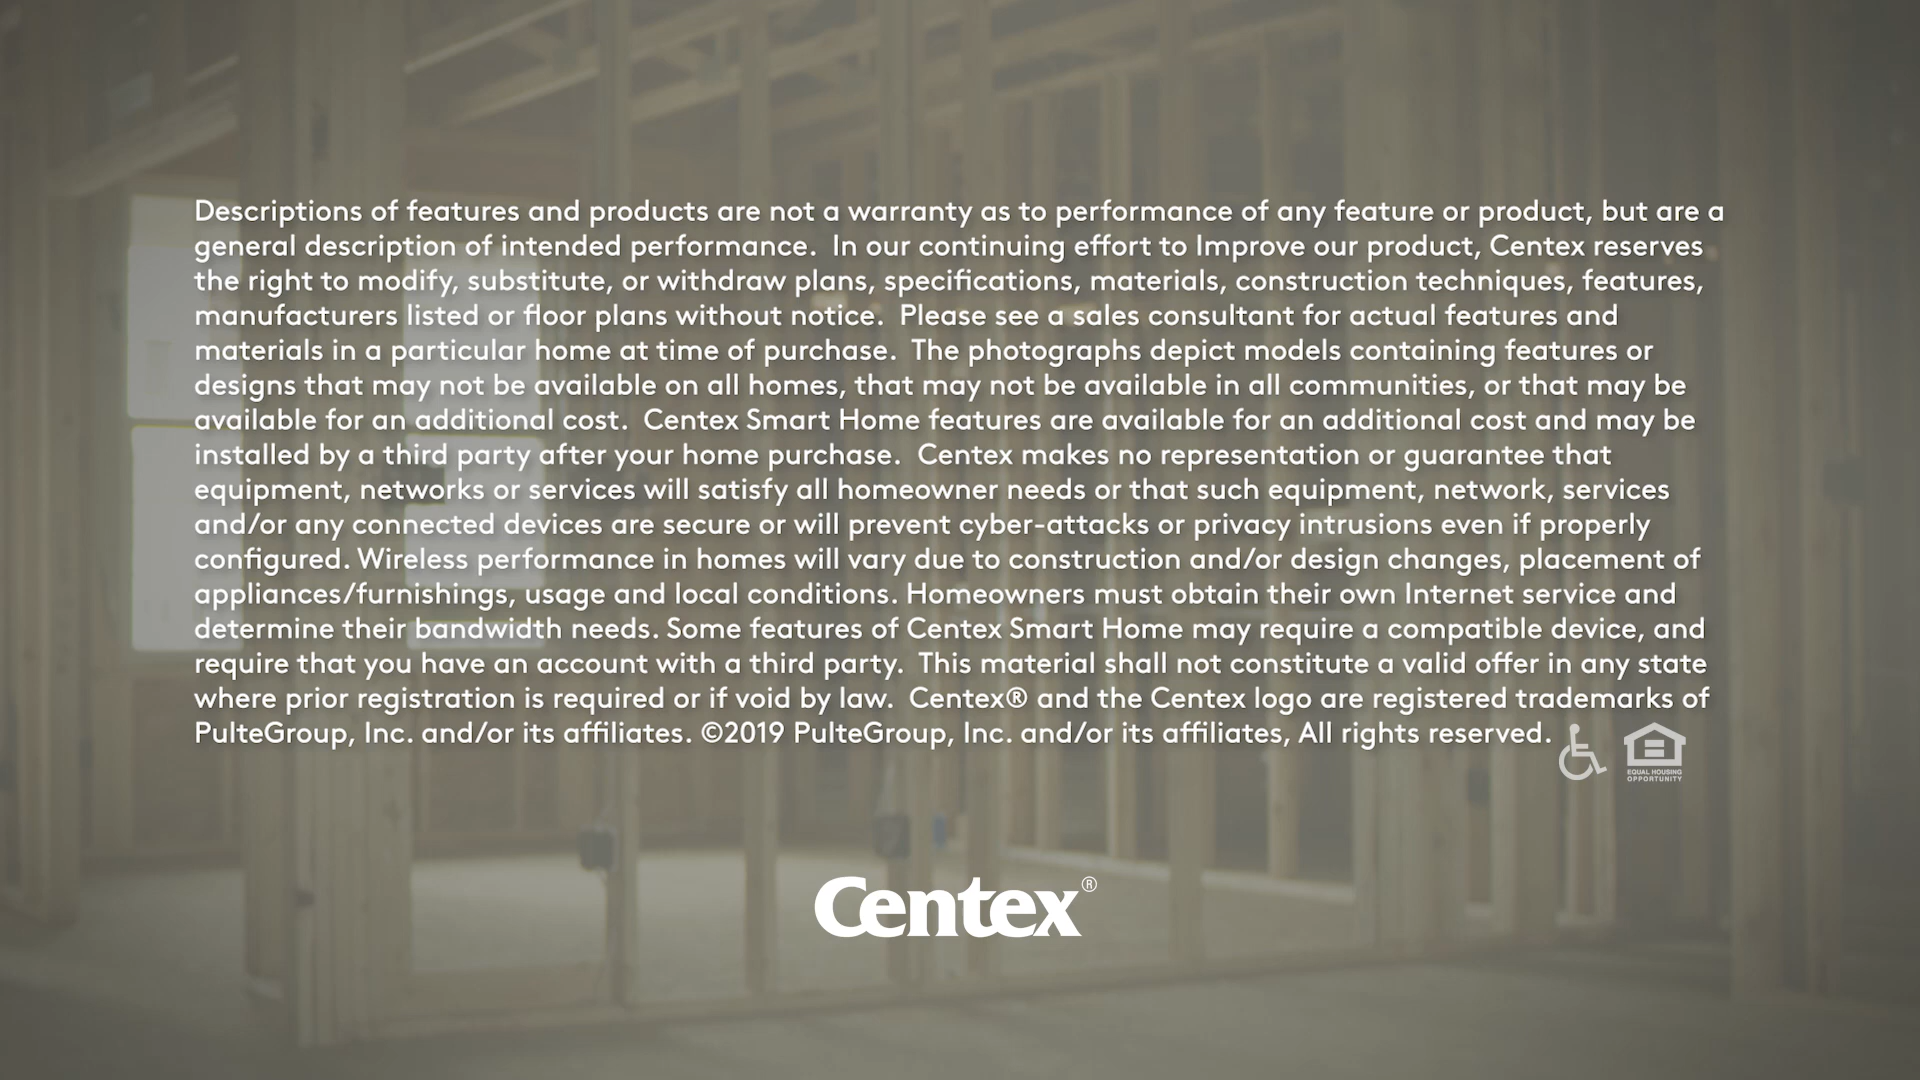 Descriptions of features and products are not a warranty as to performance of any feature or product, but are a
general description of intended performance.  In our continuing effort to Improve our product, Centex reserves
the right to modify, substitute, or withdraw plans, specifications, materials, construction techniques, features,
manufacturers listed or floor plans without notice.  Please see a sales consultant for actual features and
materials in a particular home at time of purchase.  The photographs depict models containing features or
designs that may not be available on all homes, that may not be available in all communities, or that may be
available for an additional cost.  Centex Smart Home features are available for an additional cost and may be
installed by a third party after your home purchase.  Centex makes no representation or guarantee that
equipment, networks or services will satisfy all homeowner needs or that such equipment, network, services
and/or any connected devices are secure or will prevent cyber-attacks or privacy intrusions even if properly
configured. Wireless performance in homes will vary due to construction and/or design changes, placement of
appliances/furnishings, usage and local conditions. Homeowners must obtain their own Internet service and
determine their bandwidth needs. Some features of Centex Smart Home may require a compatible device, and
require that you have an account with a third party.  This material shall not constitute a valid offer in any state
where prior registration is required or if void by law.  Centex® and the Centex logo are registered trademarks of
PulteGroup, Inc. and/or its affiliates. ©2019 PulteGroup, Inc. and/or its affiliates, All rights reserved.
EQUAL HOUSING
OPPORTUNITY
Centex®